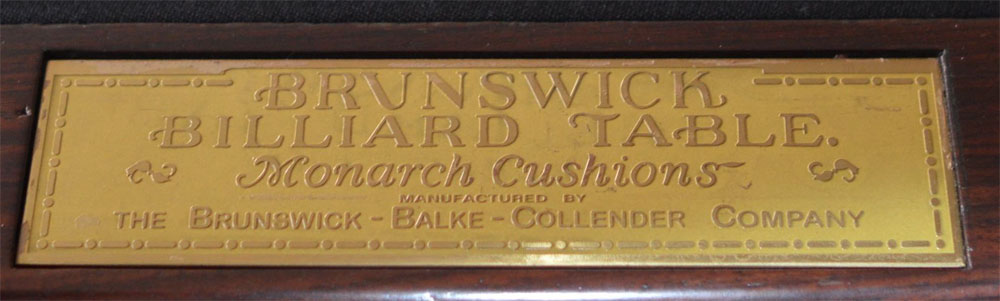 BRUNSWICK
BILLIARD TABLE.
Monarch Cushions
MANUFACTURED BY
THE BRUNSWICK-BALKE-COLLENDER COMPANY